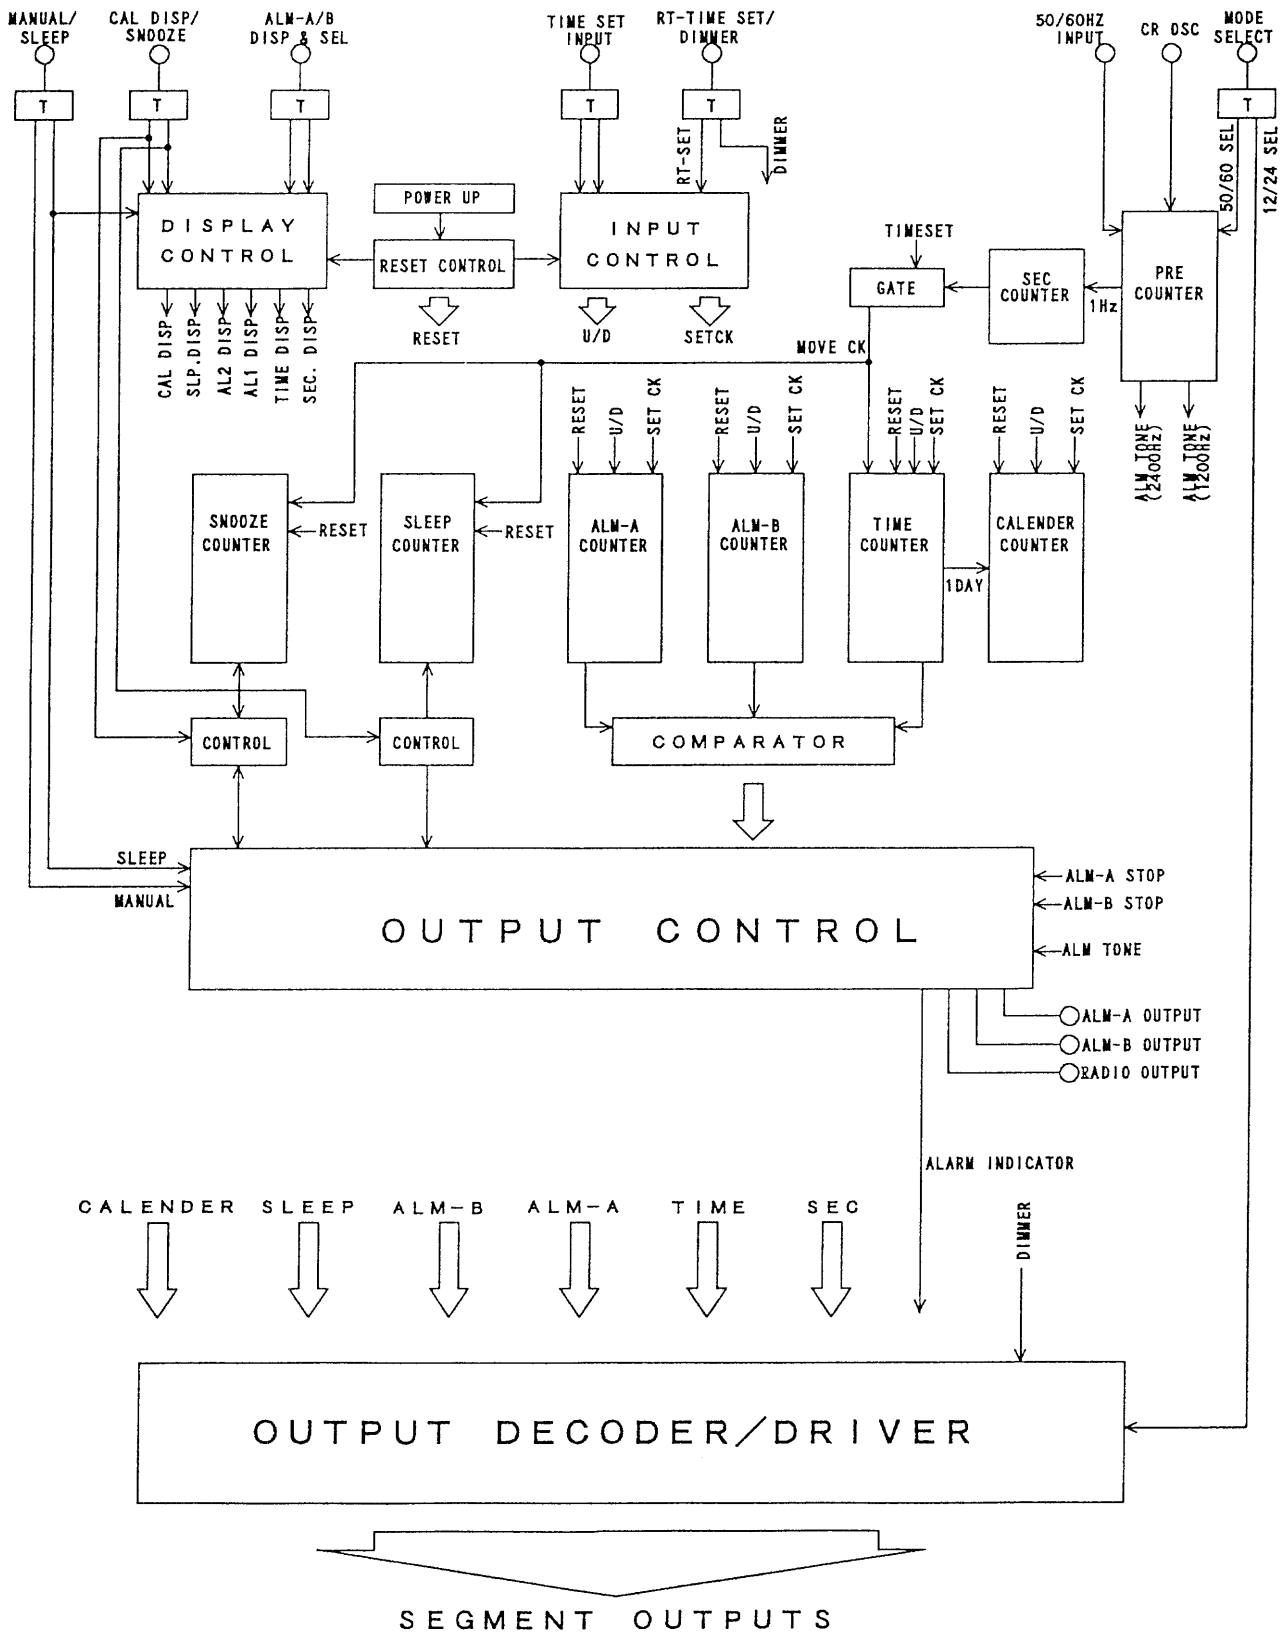 MANUAL/
SLEEP
CAL DISP/
SNOOZE
ALM-A/B
DISP & SEL
TIME SET
INPUT
RT-TIME SET/
DIMMER
50/60HZ
INPUT
CR OSC
MODE
SELECT
T
T
T
T
T
T
RT-SET
DIMMER
50/60 SEL
12/24 SEL
DISPLAY
CONTROL
POWER UP
RESET CONTROL
INPUT
CONTROL
TIMESET
GATE
SEC
COUNTER
1Hz
PRE
COUNTER
CAL DISP
SLP.DISP
AL2 DISP
AL1 DISP
TIME DISP
SEC. DISP
RESET
U/D
SETCK
MOVE CK
RESET
U/D
SET CK
RESET
U/D
SET CK
RESET
U/D
SET CK
RESET
U/D
SET CK
ALM TONE
(2400Hz)
ALM TONE
(1200Hz)
SNOOZE
COUNTER
RESET
SLEEP
COUNTER
RESET
ALM-A
COUNTER
ALM-B
COUNTER
TIME
COUNTER
1DAY
CALENDER
COUNTER
CONTROL
CONTROL
COMPARATOR
SLEEP
MANUAL
OUTPUT CONTROL
ALM-A STOP
ALM-B STOP
ALM TONE
ALM-A OUTPUT
ALM-B OUTPUT
RADIO OUTPUT
ALARM INDICATOR
CALENDER
SLEEP
ALM-B
ALM-A
TIME
SEC
DIMMER
OUTPUT DECODER/DRIVER
SEGMENT OUTPUTS